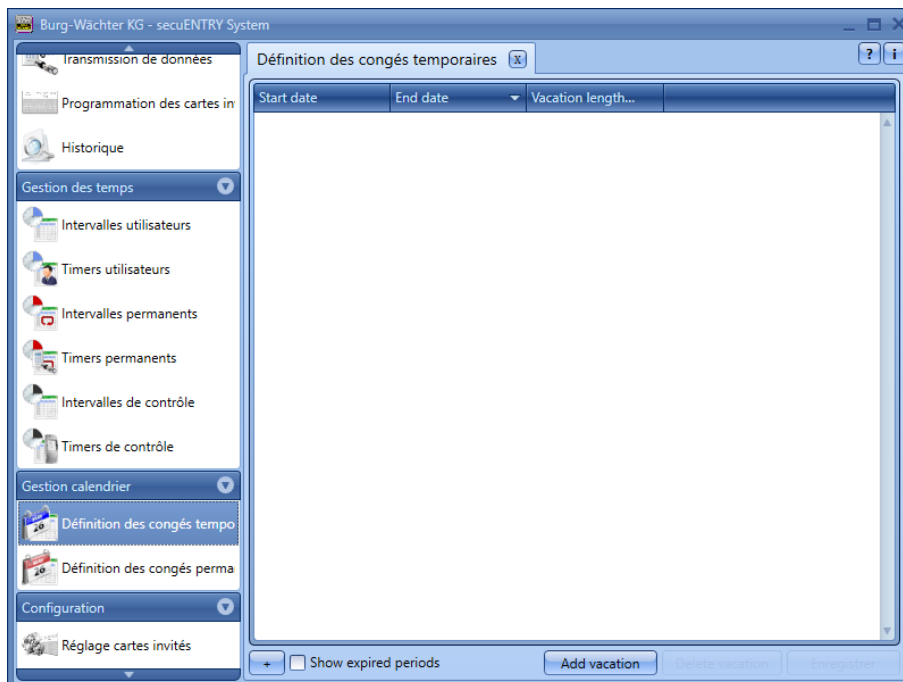 Burg-Wächter KG - secuENTRY System
Transmission de données
Programmation des cartes in
Historique
Gestion des temps
Intervalles utilisateurs
Timers utilisateurs
Intervalles permanents
Timers permanents
Intervalles de contrôle
Timers de contrôle
Gestion calendrier
Définition des congés tempo
Définition des congés perma
Configuration
Réglage cartes invités
Définition des congés temporaires X
? i
Start date End date Vacation length...
+ Show expired periods Add vacation Delete vacation Enregistrer